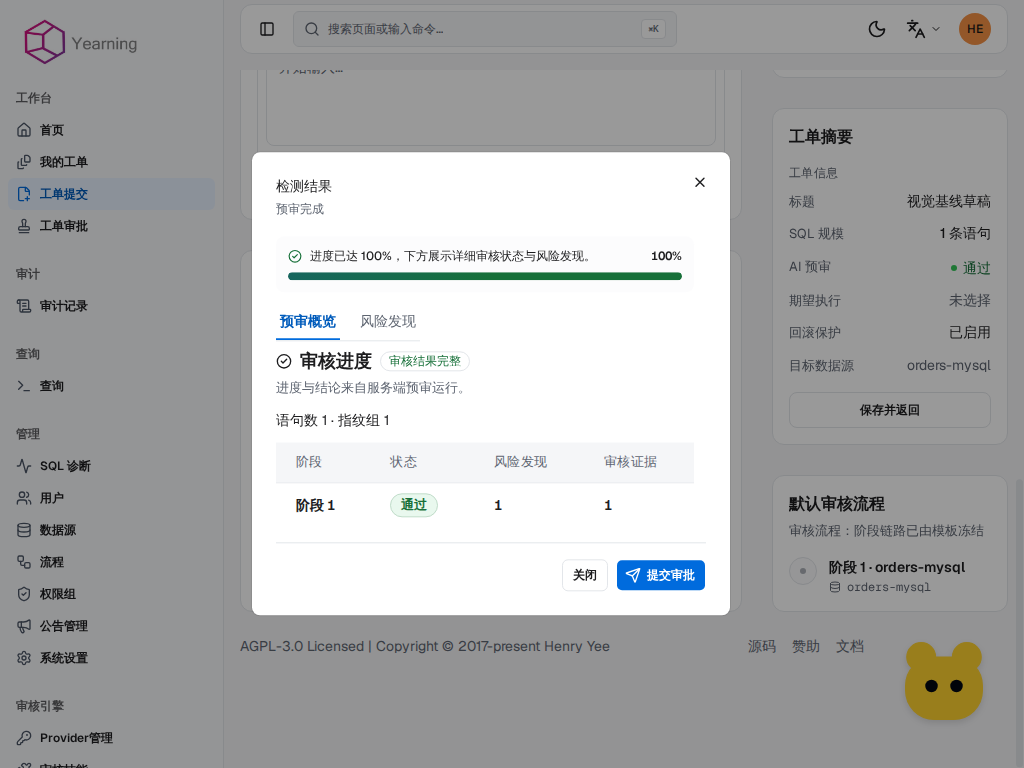 Yearning
工作台
首页
我的工单
工单提交
工单审批
审计
审计记录
查询
查询
管理
SQL 诊断
用户
数据源
流程
权限组
公告管理
系统设置
审核引擎
Provider管理
搜索页面或输入命令...
⌘K
HE
检测结果
预审完成
进度已达 100%，下方展示详细审核状态与风险发现。
100%
预审概览
风险发现
审核进度
审核结果完整
进度与结论来自服务端预审运行。
语句数 1 · 指纹组 1
阶段 状态 风险发现 审核证据
阶段 1 通过 1 1
关闭
提交审批
工单摘要
工单信息
标题 视觉基线草稿
SQL 规模 1 条语句
AI 预审 通过
期望执行 未选择
回滚保护 已启用
目标数据源 orders-mysql
保存并返回
默认审核流程
审核流程：阶段链路已由模板冻结
阶段 1 · orders-mysql
orders-mysql
AGPL-3.0 Licensed | Copyright © 2017-present Henry Yee
源码 赞助 文档